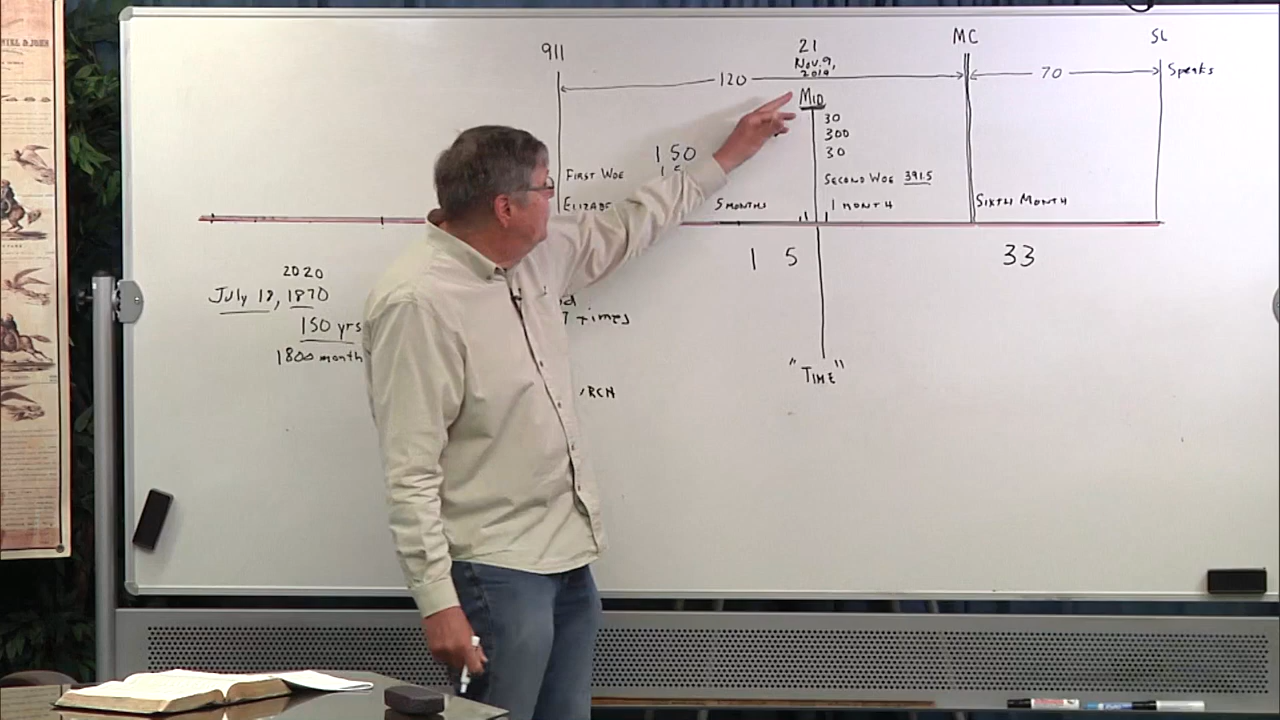 911
21
Nov. 9,
2019
MC
SL
120
70
Speaks
MID
30
300
30
150
FIRST WOE
SECOND WOE 391.5
5 MONTHS
1 MONTH
SIXTH MONTH
1 5
33
2020
July 18, 1870
150 yrs
1800 month
7 times
"TIME"